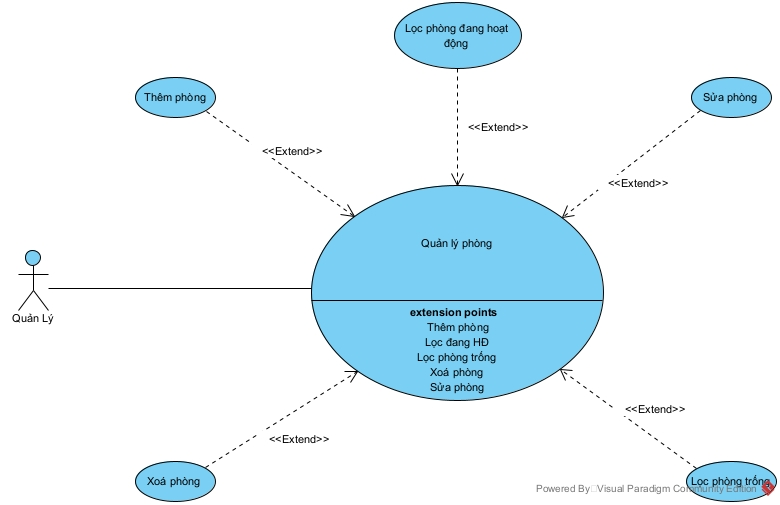 Lọc phòng đang hoạt
động
Thêm phòng
Sửa phòng
<<Extend>>
<<Extend>>
<<Extend>>
Quản lý phòng
Quản Lý
extension points
Thêm phòng
Lọc đang HĐ
Lọc phòng trống
Xoá phòng
Sửa phòng
<<Extend>>
<<Extend>>
Xoá phòng
Lọc phòng trống
Powered By Visual Paradigm Community Edition